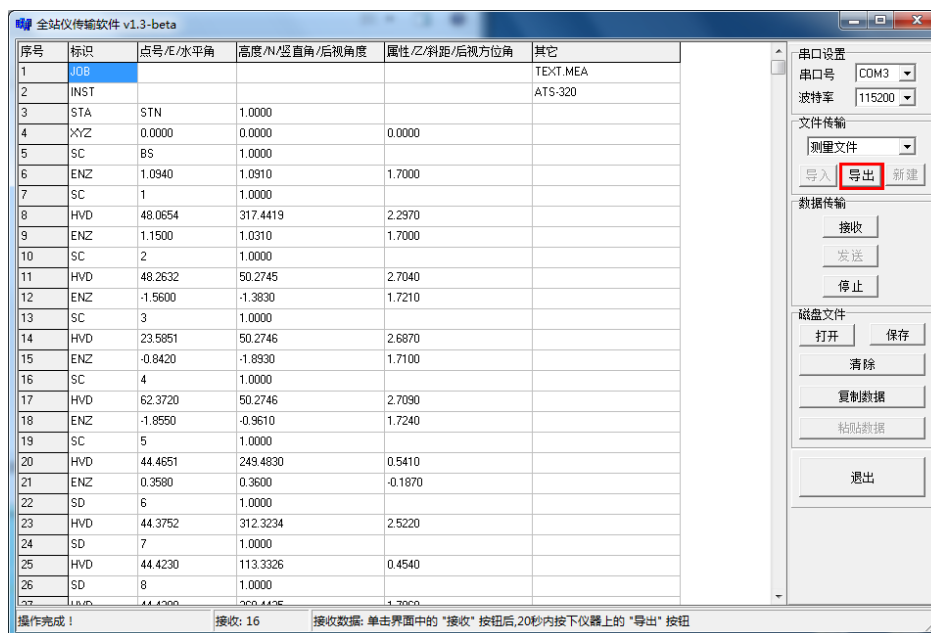 全站仪传输软件 v1.3-beta
序号 标识 点号/E/水平角 高度/N/竖直角/后视角度 属性/Z/斜距/后视方位角 其它
1 JOB TEXT.MEA
2 INST ATS-320
3 STA STN 1.0000
4 XYZ 0.0000 0.0000 0.0000
5 SC BS 1.0000
6 ENZ 1.0940 1.0910 1.7000
7 SC 1 1.0000
8 HVD 48.0654 317.4419 2.2970
9 ENZ 1.1500 1.0310 1.7000
10 SC 2 1.0000
11 HVD 48.2632 50.2745 2.7040
12 ENZ -1.5600 -1.3830 1.7210
13 SC 3 1.0000
14 HVD 23.5851 50.2746 2.6870
15 ENZ -0.8420 -1.8930 1.7100
16 SC 4 1.0000
17 HVD 62.3720 50.2746 2.7090
18 ENZ -1.8550 -0.9610 1.7240
19 SC 5 1.0000
20 HVD 44.4651 249.4830 0.5410
21 ENZ 0.3580 0.3600 -0.1870
22 SD 6 1.0000
23 HVD 44.3752 312.3234 2.5220
24 SD 7 1.0000
25 HVD 44.4230 113.3326 0.4540
26 SD 8 1.0000
串口设置
串口号 COM3
波特率 115200
文件传输
测量文件
导入 导出 新建
数据传输
接收
发送
停止
磁盘文件
打开 保存
清除
复制数据
粘贴数据
退出
操作完成！ 接收: 16 接收数据: 单击界面中的 "接收" 按钮后,20秒内按下仪器上的 "导出" 按钮